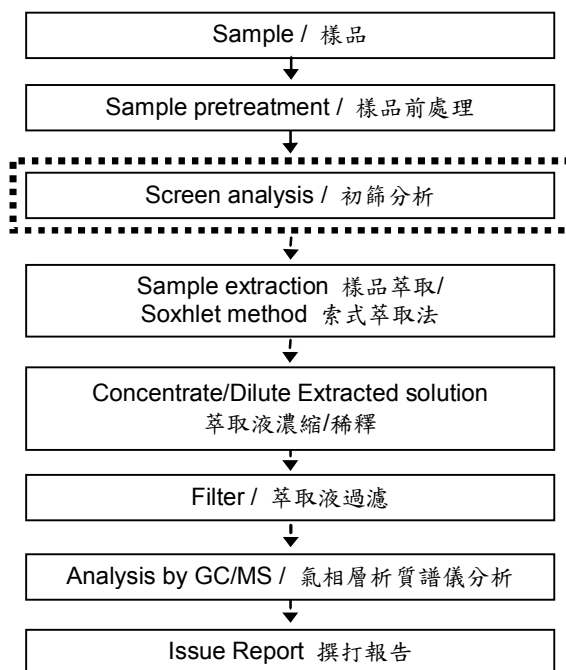 Sample / 樣品
Sample pretreatment / 樣品前處理
Screen analysis / 初篩分析
Sample extraction 樣品萃取/
Soxhlet method 索式萃取法
Concentrate/Dilute Extracted solution
萃取液濃縮/稀釋
Filter / 萃取液過濾
Analysis by GC/MS / 氣相層析質譜儀分析
Issue Report 撰打報告